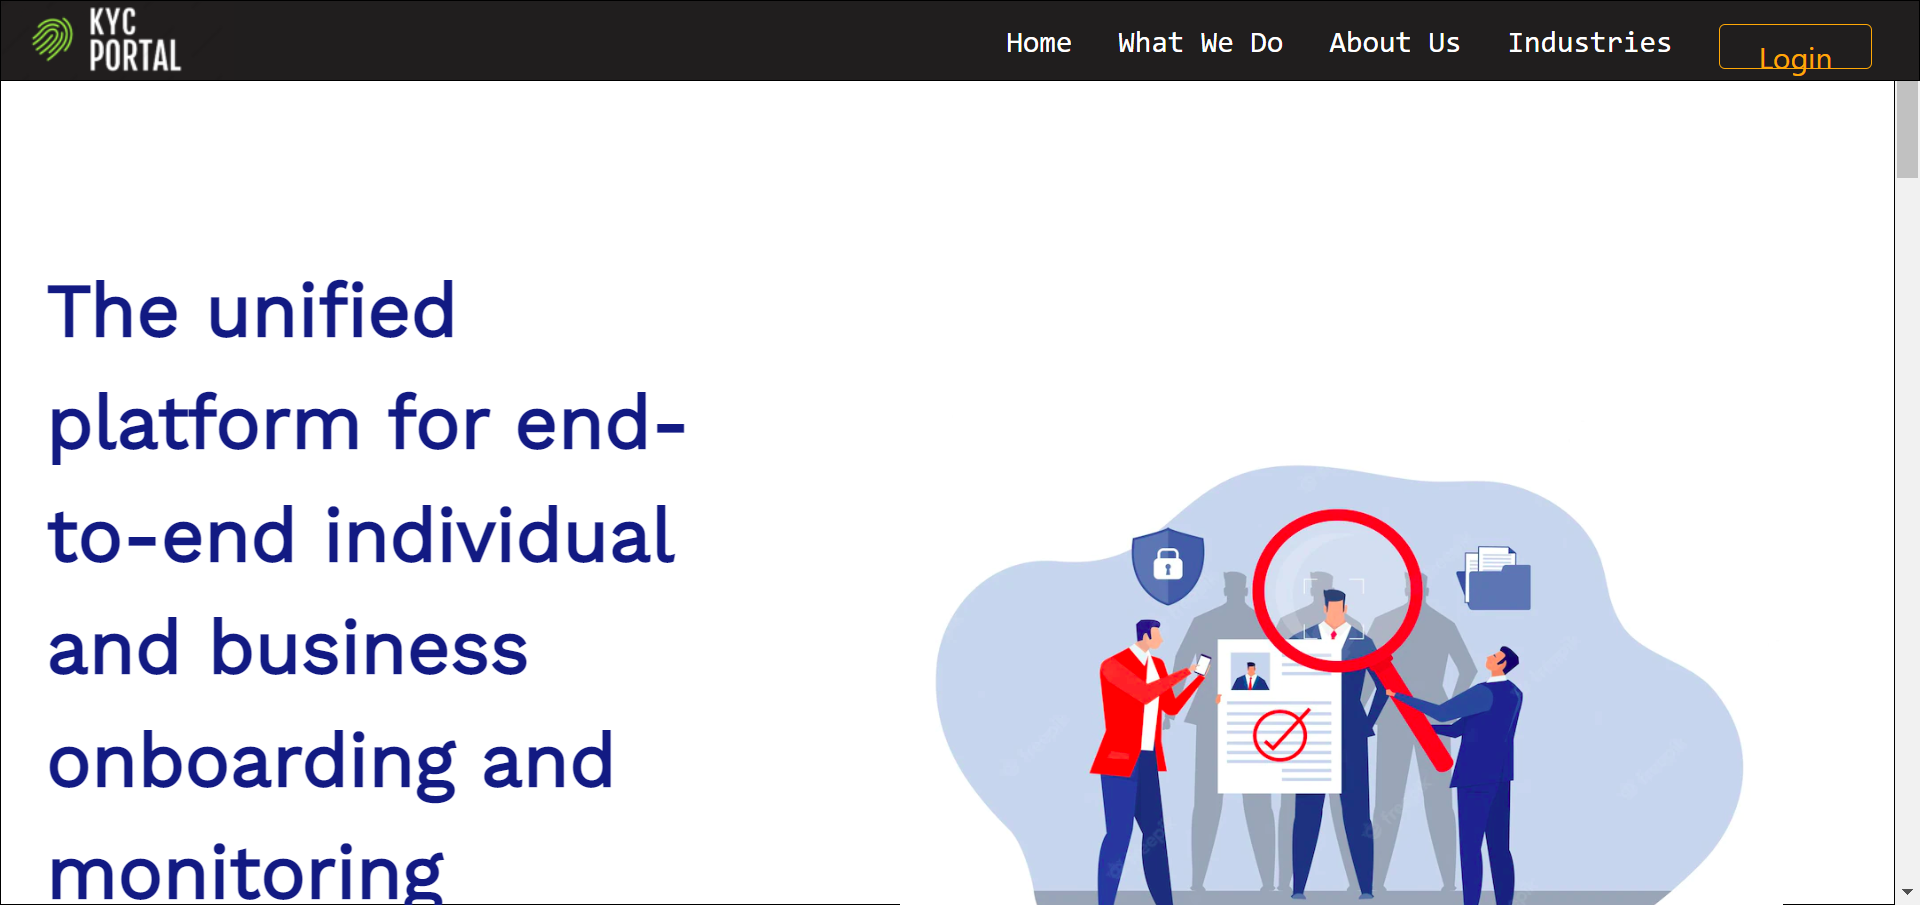 KYC
PORTAL
Home What We Do About Us Industries Login
The unified
platform for end-
to-end individual
and business
onboarding and
monitoring